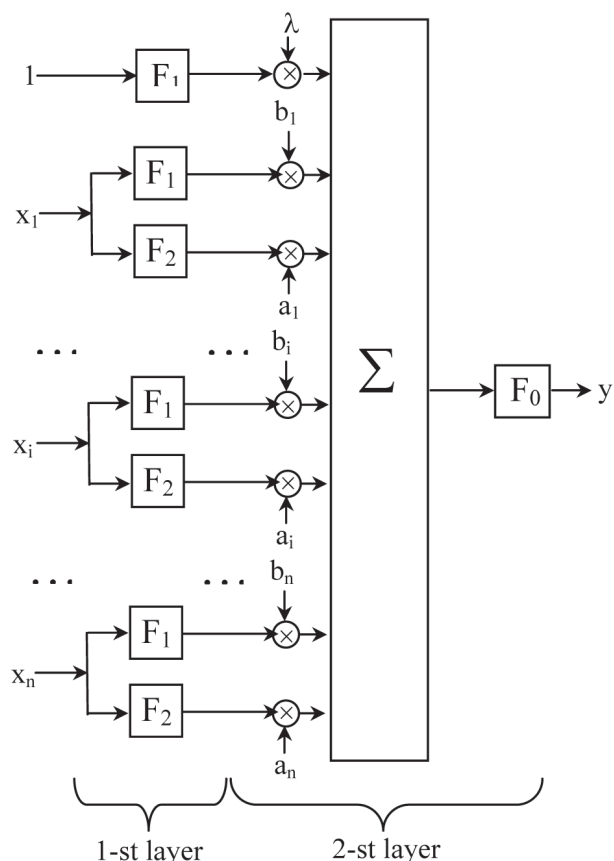 λ
1 F₁ ×
b₁
F₁ ×
x₁
F₂ ×
a₁
... ...
bᵢ
F₁ ×
xᵢ
Σ F₀ y
F₂ ×
aᵢ
... ...
bₙ
F₁ ×
xₙ
F₂ ×
aₙ
1-st layer 2-st layer